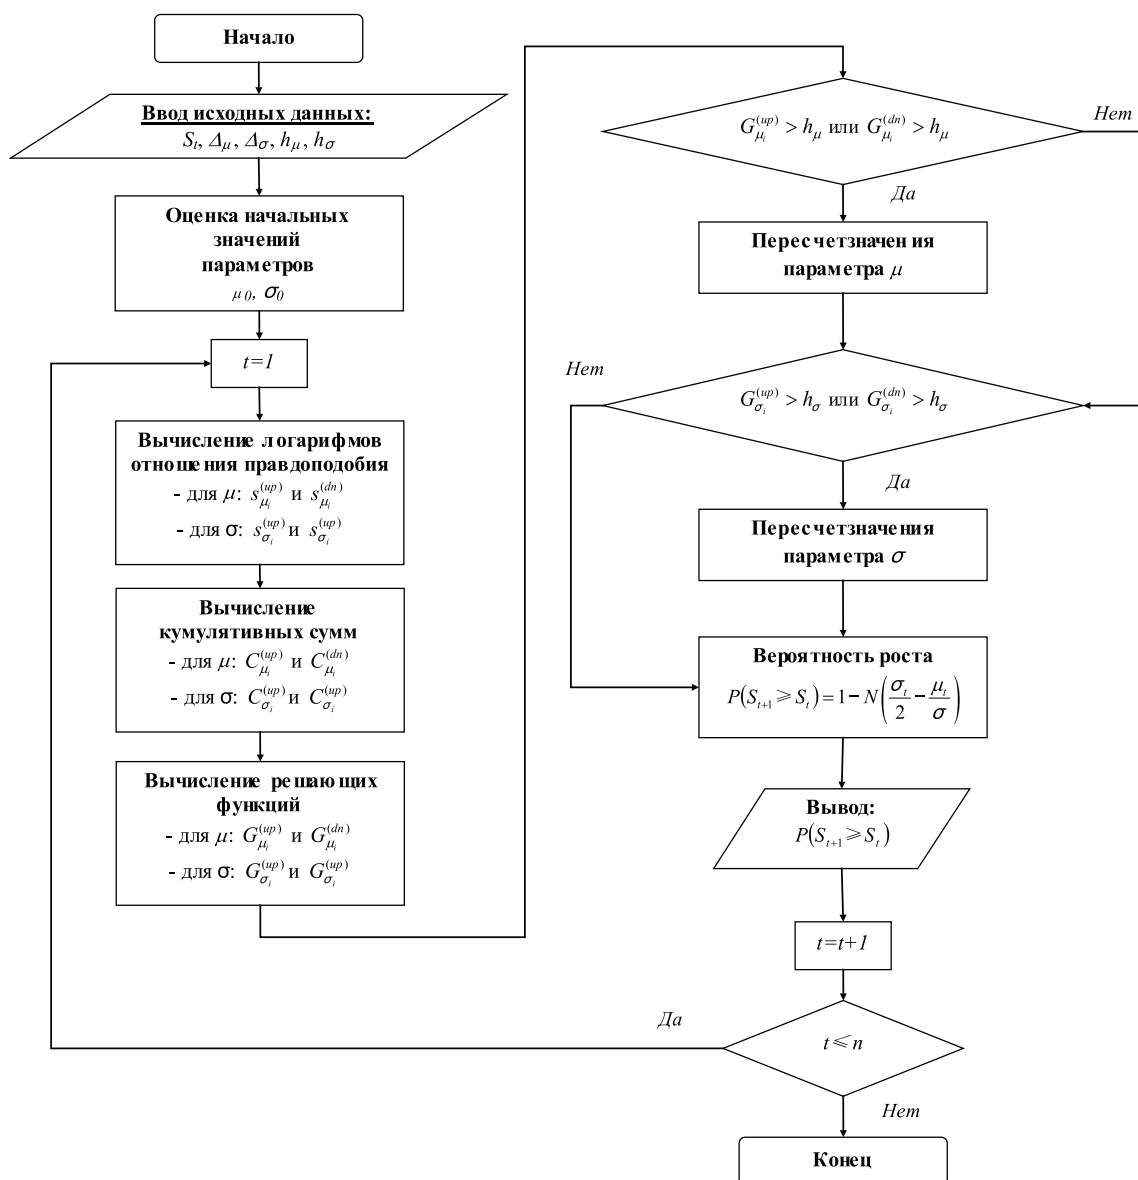 Начало
Ввод исходных данных:
S_t, Δ_μ, Δ_σ, h_μ, h_σ
Оценка начальных
значений
параметров
μ_0, σ_0
t=1
Вычисление логарифмов
отношения правдоподобия
- для μ: s_{μ_i}^{(up)} и s_{μ_i}^{(dn)}
- для σ: s_{σ_i}^{(up)} и s_{σ_i}^{(up)}
Вычисление
кумулятивных сумм
- для μ: C_{μ_i}^{(up)} и C_{μ_i}^{(dn)}
- для σ: C_{σ_i}^{(up)} и C_{σ_i}^{(up)}
Вычисление решающих
функций
- для μ: G_{μ_i}^{(up)} и G_{μ_i}^{(dn)}
- для σ: G_{σ_i}^{(up)} и G_{σ_i}^{(up)}
G_{μ_i}^{(up)} > h_μ или G_{μ_i}^{(dn)} > h_μ
Нет
Да
Пересчетзначения
параметра μ
Нет
G_{σ_i}^{(up)} > h_σ или G_{σ_i}^{(dn)} > h_σ
Да
Пересчетзначения
параметра σ
Вероятность роста
P(S_{t+1} ⩾ S_t) = 1 − N(σ_t/2 − μ_t/σ)
Вывод:
P(S_{t+1} ⩾ S_t)
t=t+1
Да
t ⩽ n
Нет
Конец